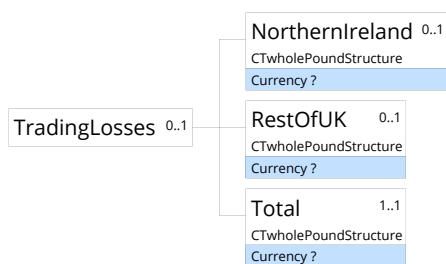 NorthernIreland 0..1
CTwholePoundStructure
Currency ?
TradingLosses 0..1
RestOfUK 0..1
CTwholePoundStructure
Currency ?
Total 1..1
CTwholePoundStructure
Currency ?